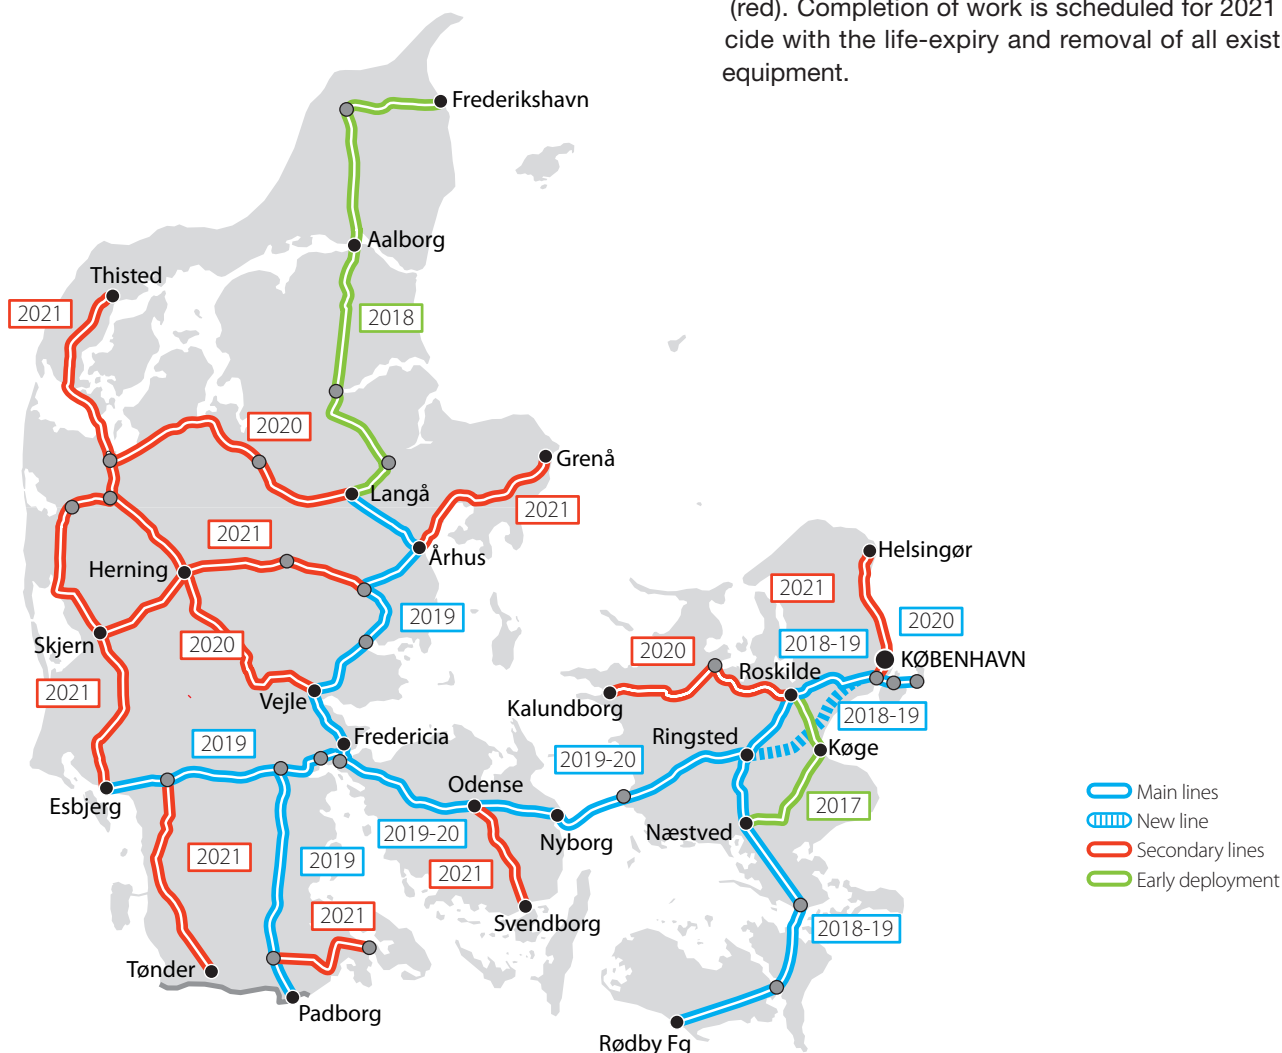 (red). Completion of work is scheduled for 2021
cide with the life-expiry and removal of all exist
equipment.
Frederikshavn
Aalborg
Thisted
2021
2018
2020
Grenå
Langå
2021
2021
Århus
Helsingør
Herning
2021
2019
2020
2018-19
Skjern
2020
2020
KØBENHAVN
Roskilde
2021
Vejle
Kalundborg
2018-19
Fredericia
Ringsted
2019
Køge
2019-20
Odense
Esbjerg
Main lines
2017
New line
2019-20
Næstved
Nyborg
Secondary lines
2021
2019
2021
Early deployment
2021
Svendborg
2018-19
Tønder
Padborg
Rødby Fg